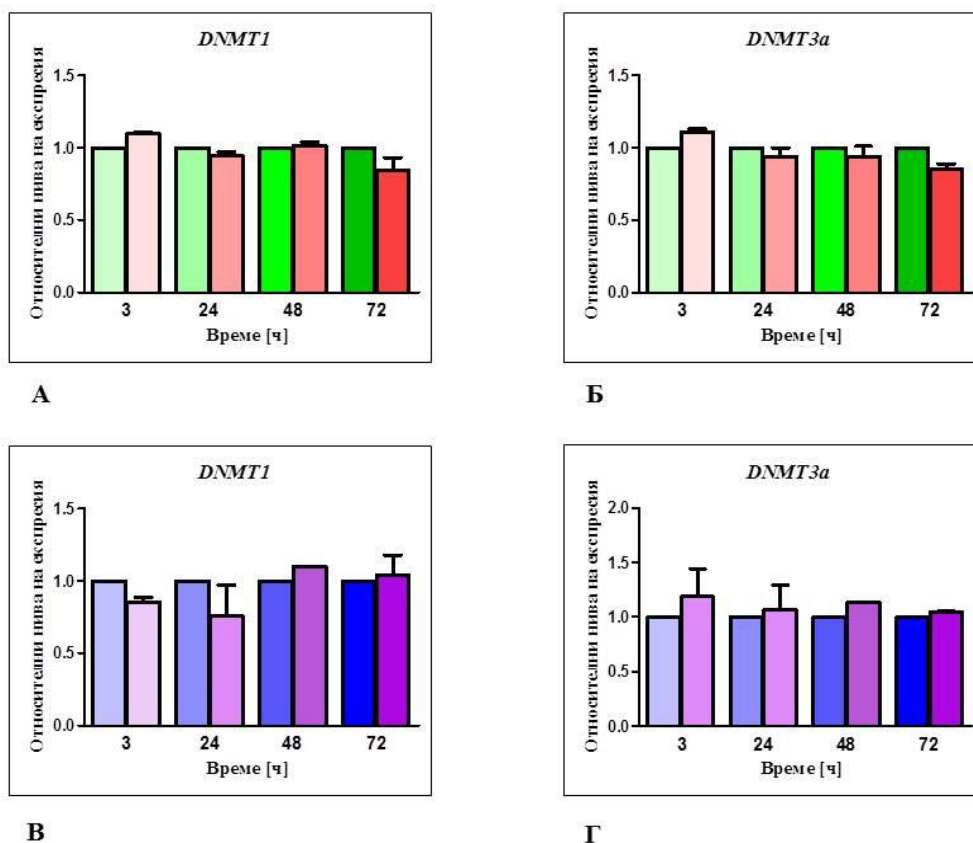 DNMT1
Относителни нива на експресия
1.5
1.0
0.5
0.0
3 24 48 72
Време [ч]
А
DNMT3a
Относителни нива на експресия
1.5
1.0
0.5
0.0
3 24 48 72
Време [ч]
Б
DNMT1
Относителни нива на експресия
1.5
1.0
0.5
0.0
3 24 48 72
Време [ч]
В
DNMT3a
Относителни нива на експресия
2.0
1.5
1.0
0.5
0.0
3 24 48 72
Време [ч]
Г